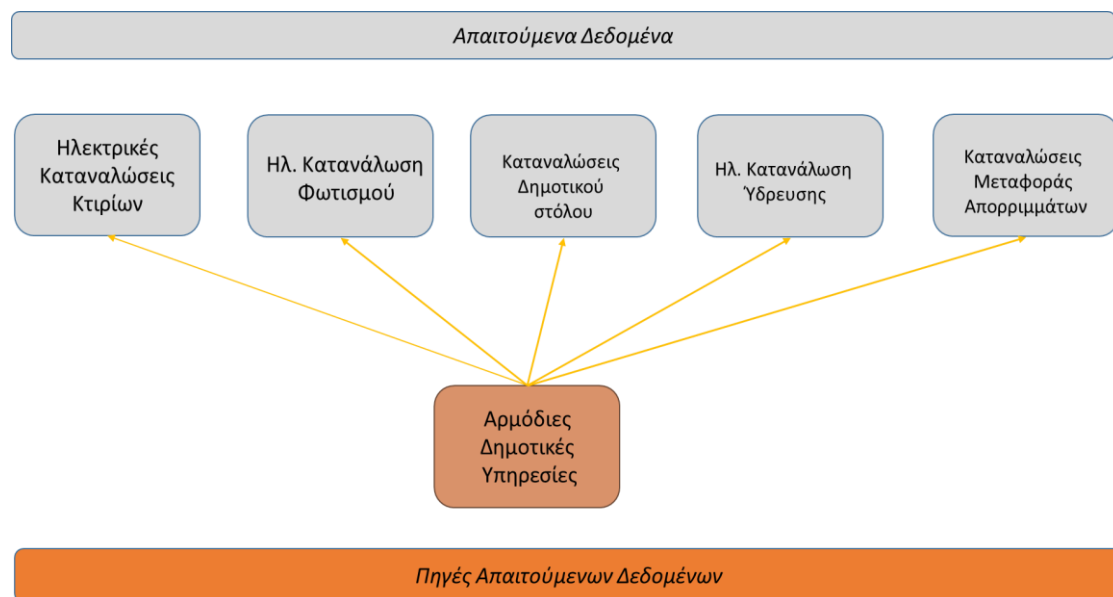 Απαιτούμενα Δεδομένα
Ηλεκτρικές
Καταναλώσεις
Κτιρίων
Ηλ. Κατανάλωση
Φωτισμού
Καταναλώσεις
Δημοτικού
στόλου
Ηλ. Κατανάλωση
Ύδρευσης
Καταναλώσεις
Μεταφοράς
Απορριμμάτων
Αρμόδιες
Δημοτικές
Υπηρεσίες
Πηγές Απαιτούμενων Δεδομένων